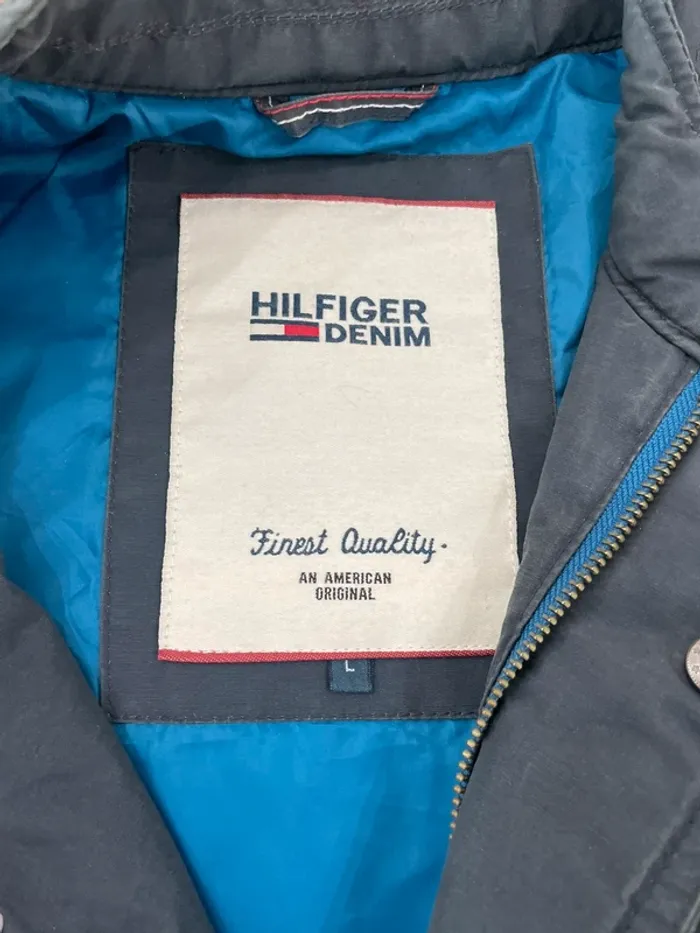 HILFIGER
DENIM
Finest Quality.
AN AMERICAN
ORIGINAL
L